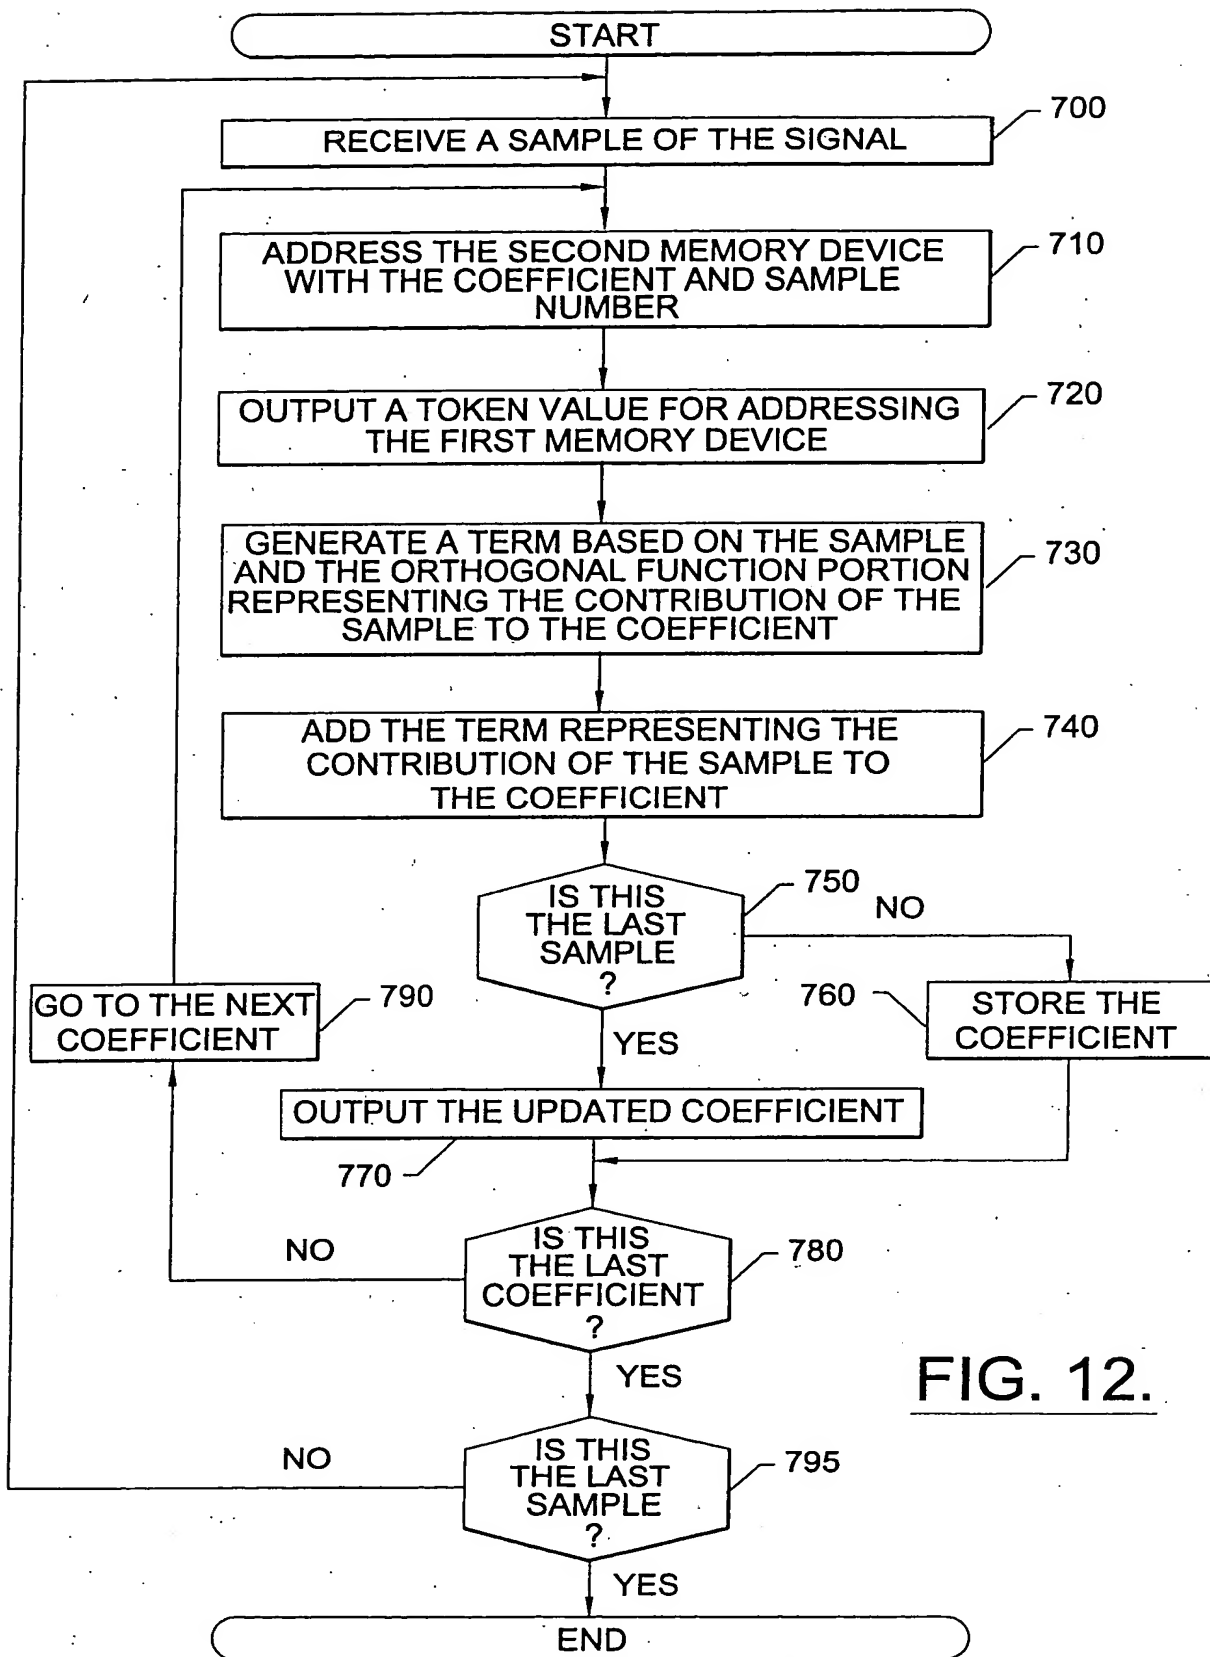 START
700
RECEIVE A SAMPLE OF THE SIGNAL
710
ADDRESS THE SECOND MEMORY DEVICE
WITH THE COEFFICIENT AND SAMPLE
NUMBER
720
OUTPUT A TOKEN VALUE FOR ADDRESSING
THE FIRST MEMORY DEVICE
730
GENERATE A TERM BASED ON THE SAMPLE
AND THE ORTHOGONAL FUNCTION PORTION
REPRESENTING THE CONTRIBUTION OF THE
SAMPLE TO THE COEFFICIENT
740
ADD THE TERM REPRESENTING THE
CONTRIBUTION OF THE SAMPLE TO
THE COEFFICIENT
750
IS THIS
THE LAST
SAMPLE
?
NO
790
GO TO THE NEXT
COEFFICIENT
760
STORE THE
COEFFICIENT
YES
OUTPUT THE UPDATED COEFFICIENT
770
780
IS THIS
THE LAST
COEFFICIENT
?
NO
YES
FIG. 12.
795
IS THIS
THE LAST
SAMPLE
?
NO
YES
END